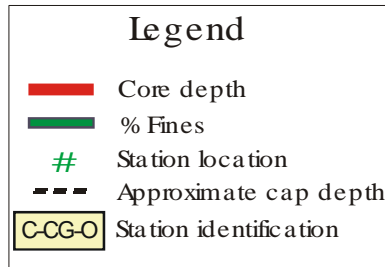 Legend
Core depth
% Fines
# Station location
Approximate cap depth
C-CG-O Station identification